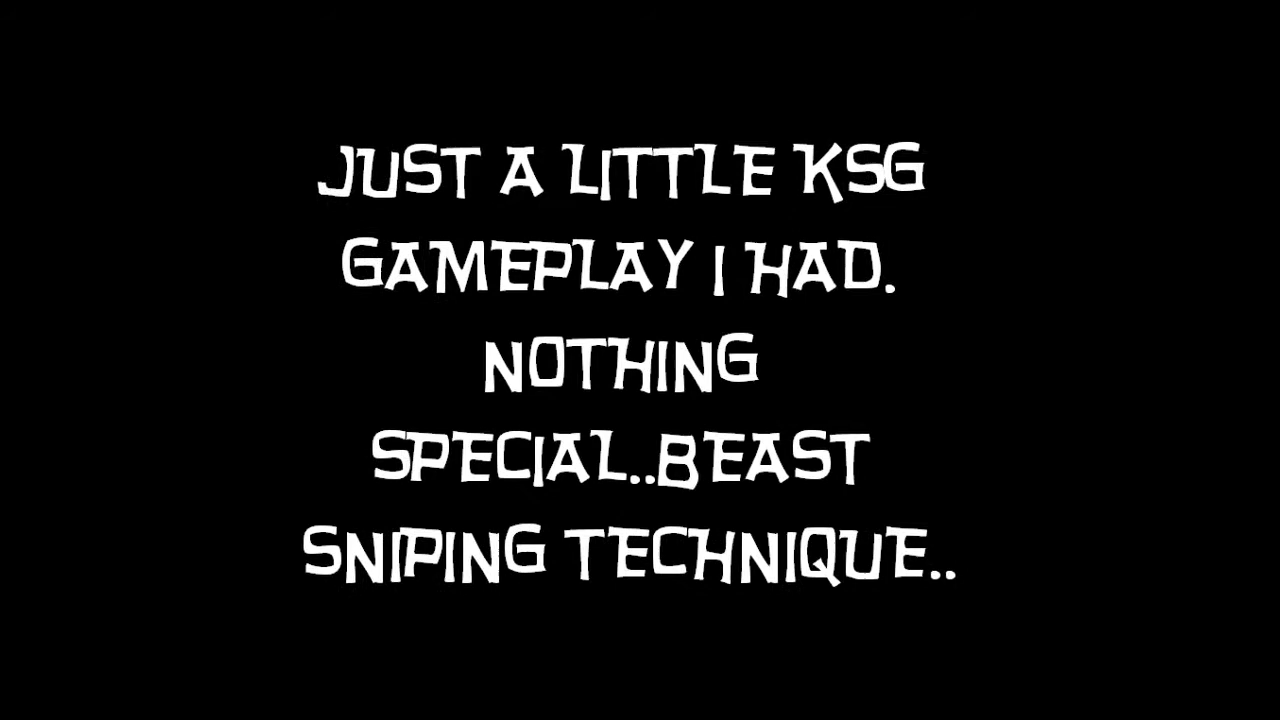 JUST A LITTLE KSG
GAMEPLAY I HAD.
NOTHING
SPECIAL..BEAST
SNIPING TECHNIQUE..